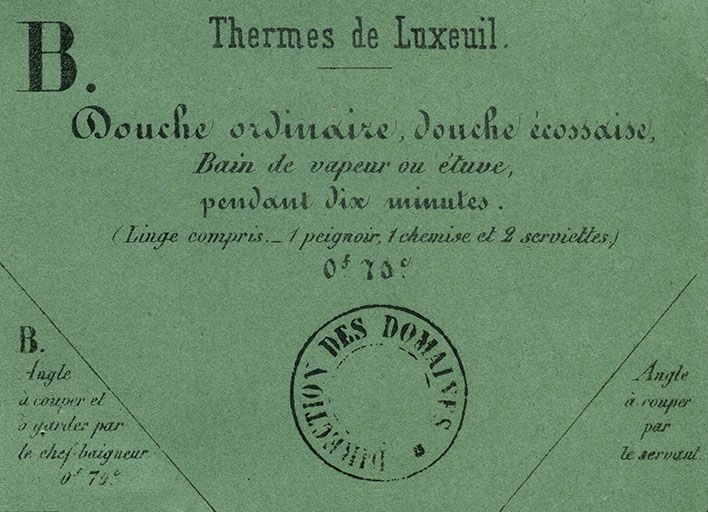 B.
Thermes de Luxeuil.
Douche ordinaire, douche écossaise,
Bain de vapeur ou étuve,
pendant dix minutes.
(Linge compris._ 1 peignoir, 1 chemise et 2 serviettes.)
0f 75c
DIRECTION DES DOMAINES
B.
Angle
à couper et
à garder par
le chef-baigneur
0f 75c
Angle
à couper
par
le servant